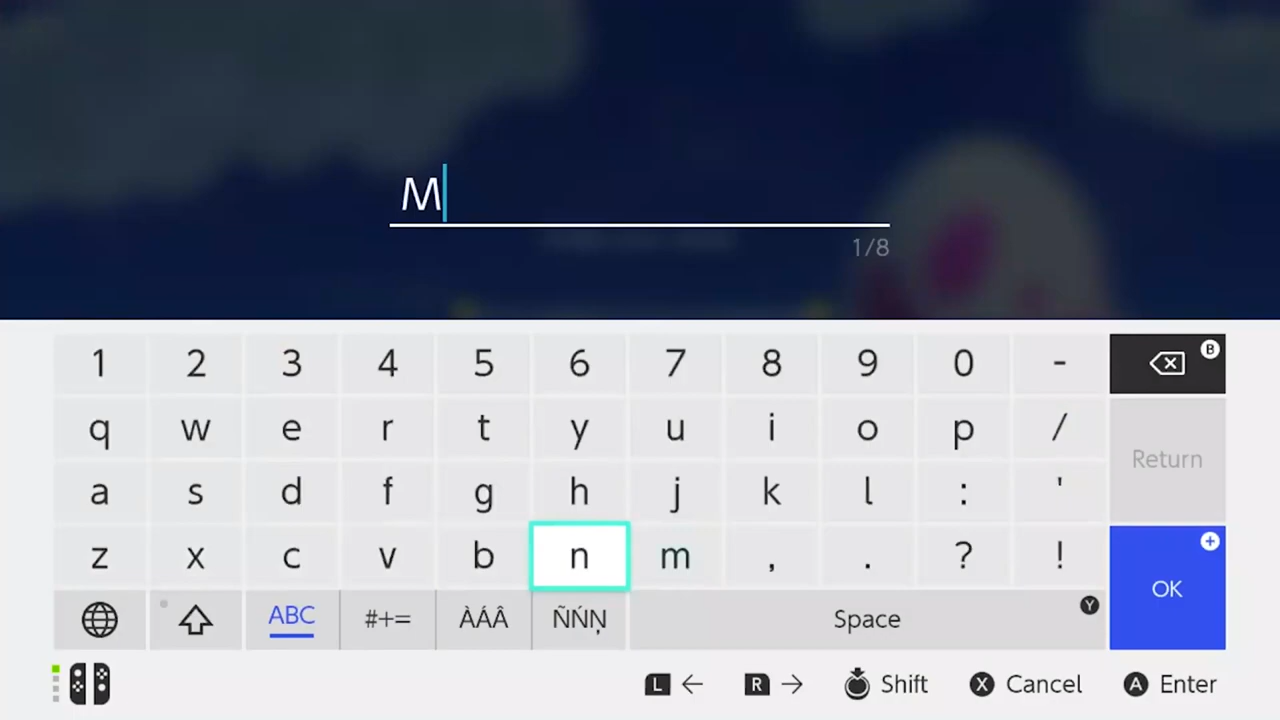 M
1/8
1 2 3 4 5 6 7 8 9 0 - B
q w e r t y u i o p /
Return
a s d f g h j k l : '
z x c v b n m , . ? ! +
OK
ABC #+= ÀÁÂ ÑŃŅ Space Y
L ← R → Shift X Cancel A Enter